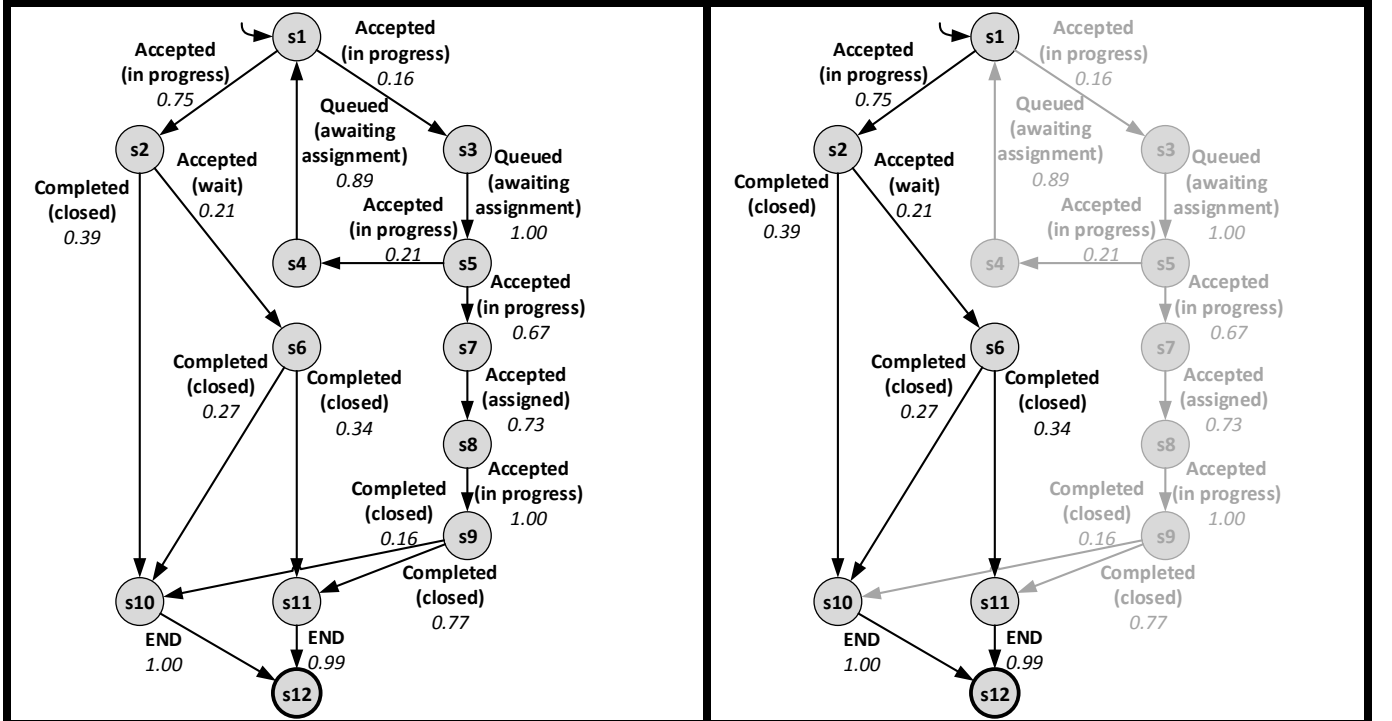 s1
Accepted
(in progress)
0.75
Accepted
(in progress)
0.16
Queued
(awaiting
assignment)
0.89
s2
s3
Accepted
(wait)
0.21
Queued
(awaiting
assignment)
1.00
Completed
(closed)
0.39
Accepted
(in progress)
0.21
s4
s5
Accepted
(in progress)
0.67
s6
s7
Completed
(closed)
0.27
Completed
(closed)
0.34
Accepted
(assigned)
0.73
s8
Accepted
(in progress)
1.00
Completed
(closed)
0.16
s9
Completed
(closed)
0.77
s10
s11
END
1.00
END
0.99
s12
s1
Accepted
(in progress)
0.75
Accepted
(in progress)
0.16
Queued
(awaiting
assignment)
0.89
s2
s3
Accepted
(wait)
0.21
Queued
(awaiting
assignment)
1.00
Completed
(closed)
0.39
Accepted
(in progress)
0.21
s4
s5
Accepted
(in progress)
0.67
s6
s7
Completed
(closed)
0.27
Completed
(closed)
0.34
Accepted
(assigned)
0.73
s8
Accepted
(in progress)
1.00
Completed
(closed)
0.16
s9
Completed
(closed)
0.77
s10
s11
END
1.00
END
0.99
s12